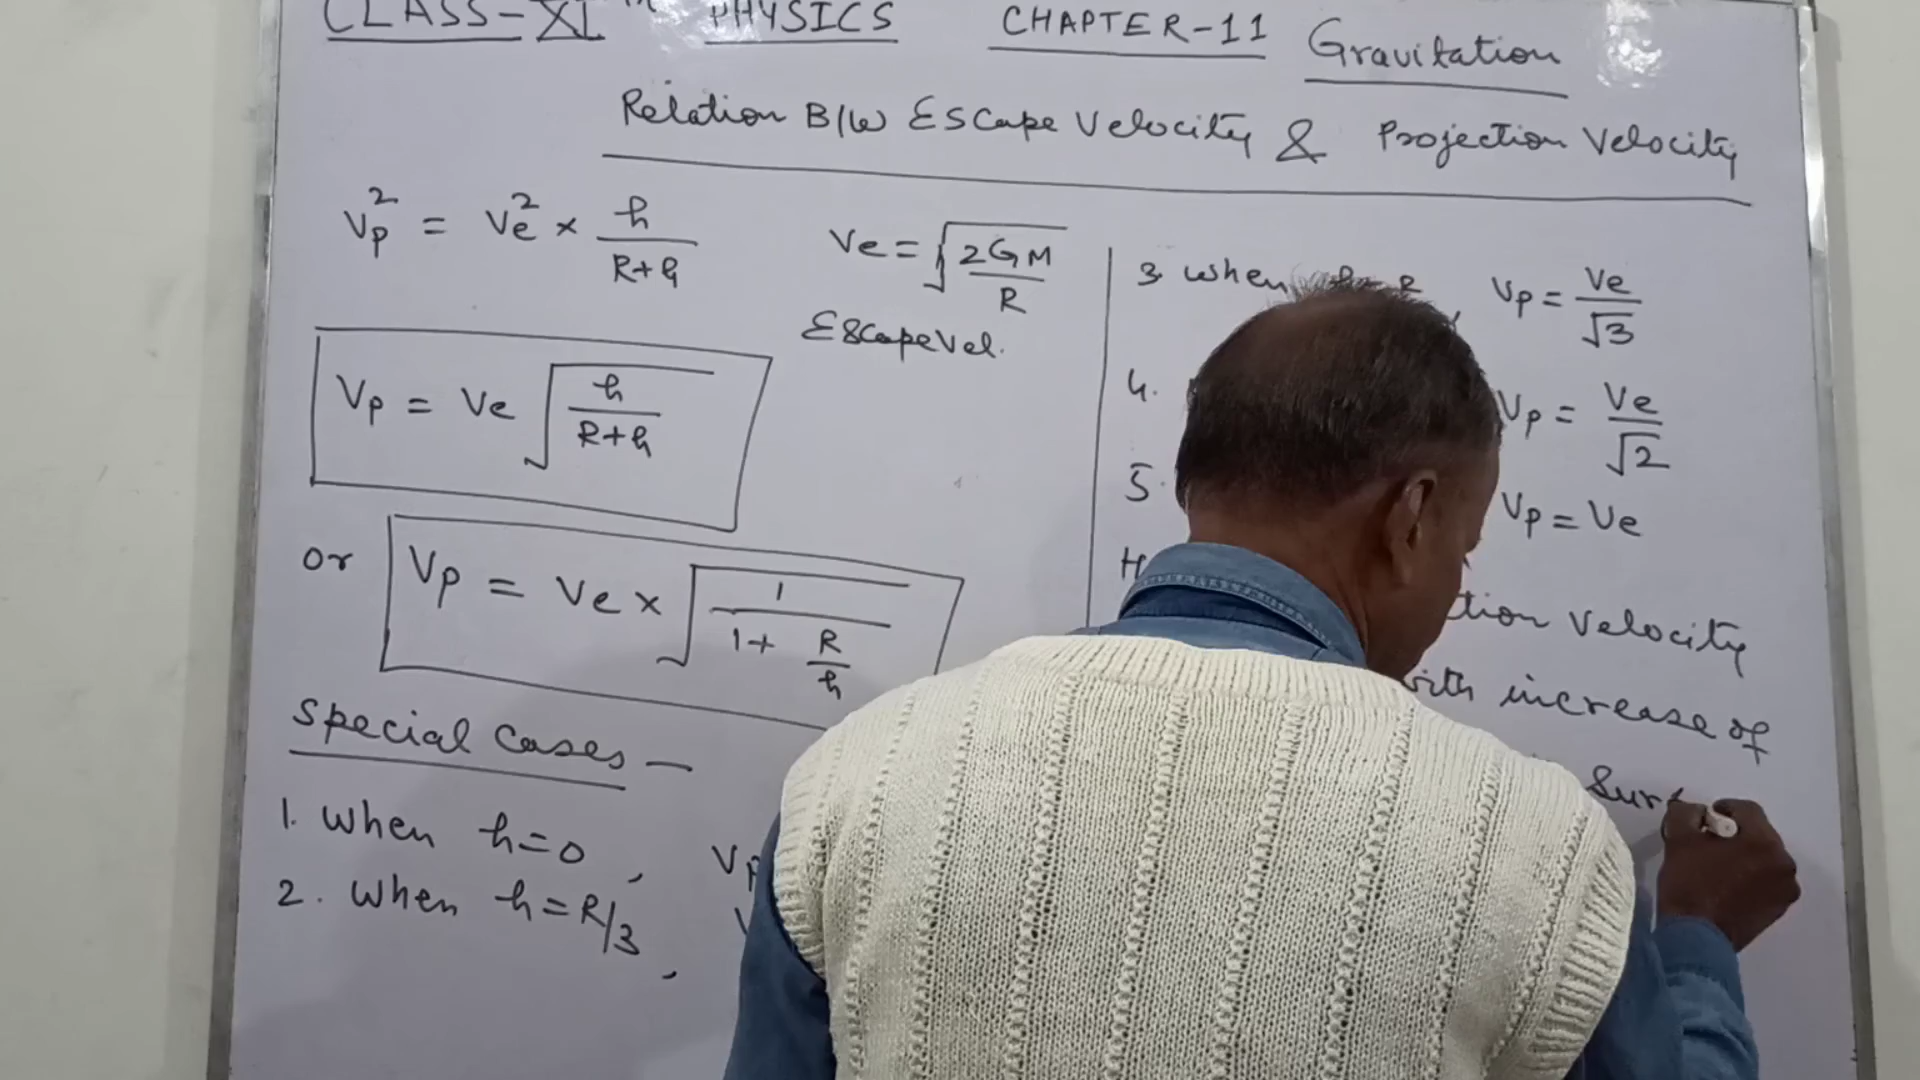 CLASS-XI PHYSICS CHAPTER-11 Gravitation
Relation B/W Escape Velocity & Projection Velocity
Vp² = Ve² × h/(R+h)
Ve = √(2GM/R)
Escape Vel.
Vp = Ve √(h/(R+h))
or Vp = Ve × √(1/(1+R/h))
Special Cases —
1. When h=0,
2. When h=R/3,
3. When Vp = Ve/√3
4. Vp = Ve/√2
5. Vp = Ve
Velocity
with increase of